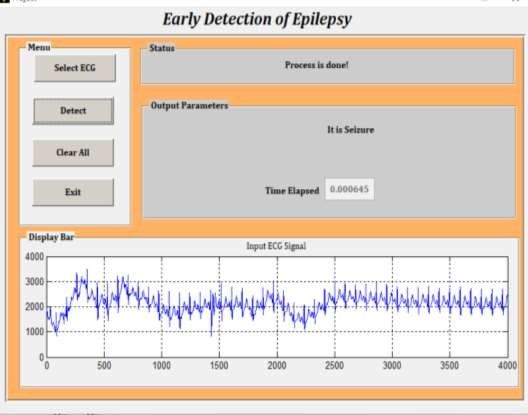 Early Detection of Epilepsy
Menu
Select ECG
Detect
Clear All
Exit
Status
Process is done!
Output Parameters
It is Seizure
Time Elapsed 0.000645
Display Bar
Input ECG Signal
4000
3000
2000
1000
0
0 500 1000 1500 2000 2500 3000 3500 4000